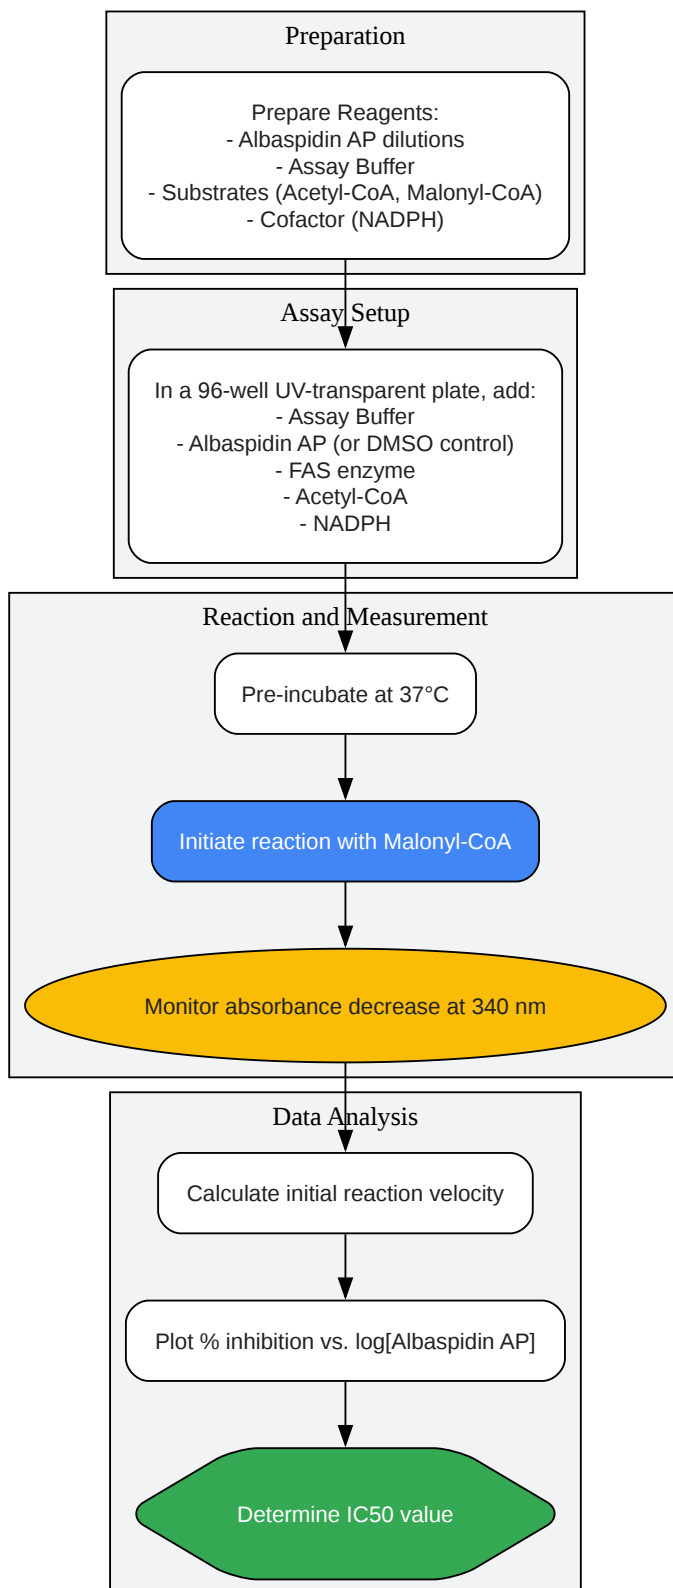 Preparation
Prepare Reagents:
- Albaspidin AP dilutions
- Assay Buffer
- Substrates (Acetyl-CoA, Malonyl-CoA)
- Cofactor (NADPH)
Assay Setup
In a 96-well UV-transparent plate, add:
- Assay Buffer
- Albaspidin AP (or DMSO control)
- FAS enzyme
- Acetyl-CoA
- NADPH
Reaction and Measurement
Pre-incubate at 37°C
Initiate reaction with Malonyl-CoA
Monitor absorbance decrease at 340 nm
Data Analysis
Calculate initial reaction velocity
Plot % inhibition vs. log[Albaspidin AP]
Determine IC50 value